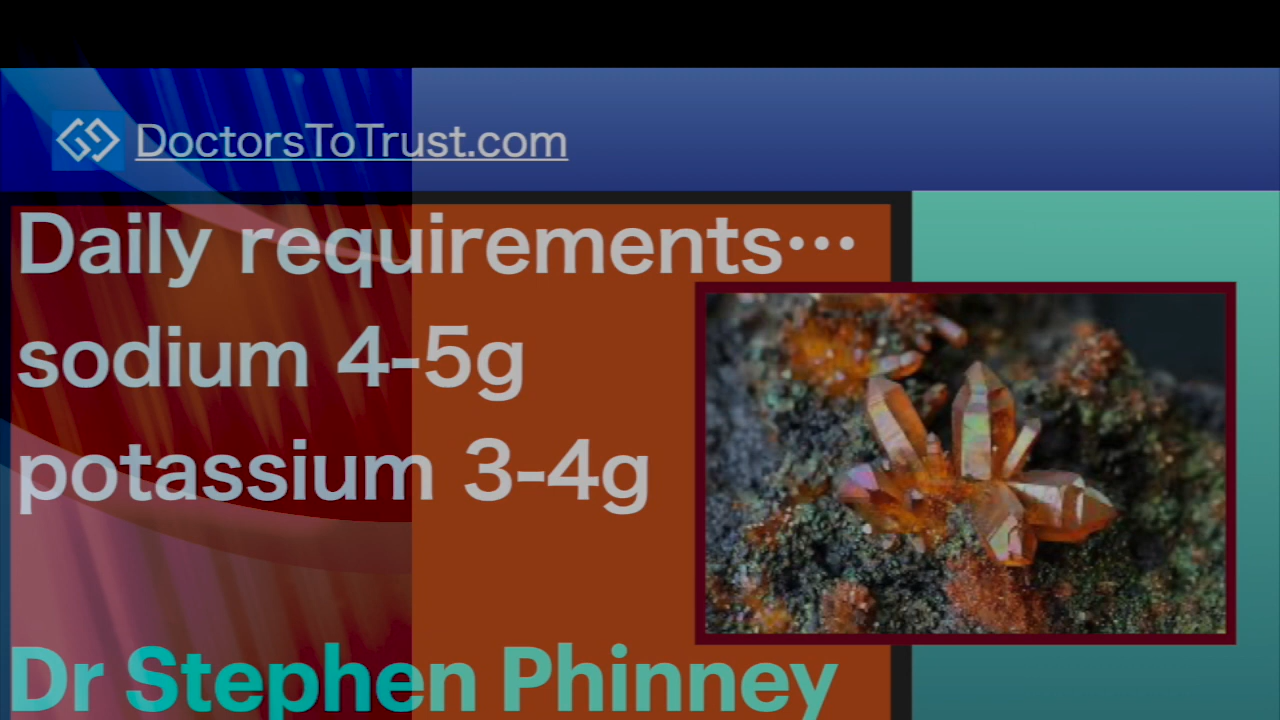 DoctorsToTrust.com
Daily requirements…
sodium 4-5g
potassium 3-4g
Dr Stephen Phinney